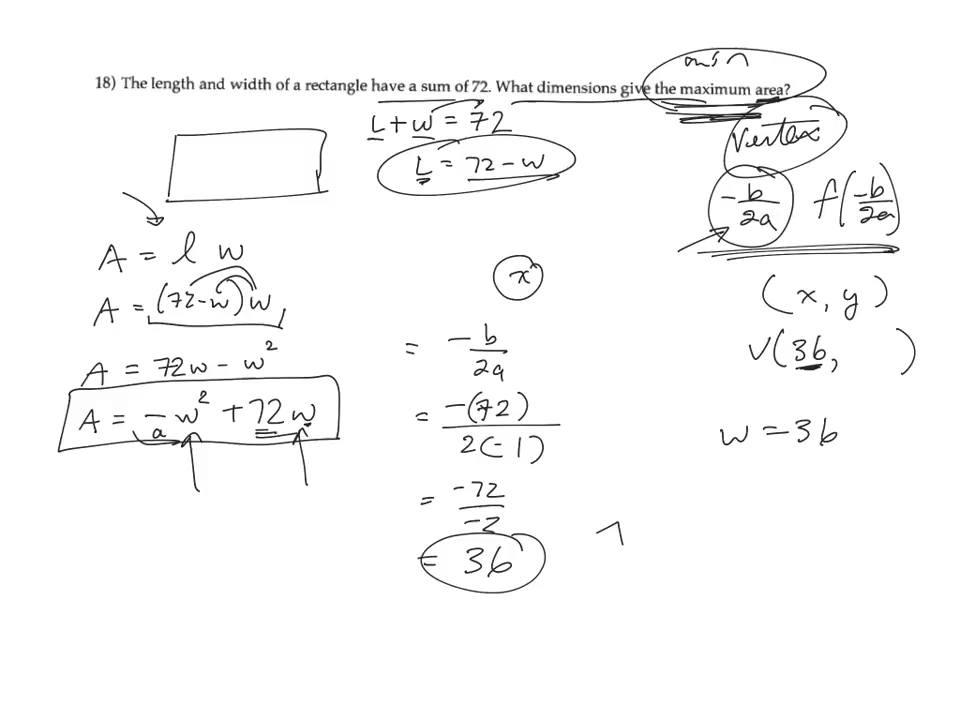 18) The length and width of a rectangle have a sum of 72. What dimensions give the maximum area?
L + w = 72
L = 72 - w
Vertex
-b/2a f(-b/2a)
A = l w
A = (72-w)w
A = 72w - w²
A = -w² + 72w
a
x
= -b/2a
= -(72)/2(-1)
= -72/-2
= 36
(x, y)
V(36, )
w = 36